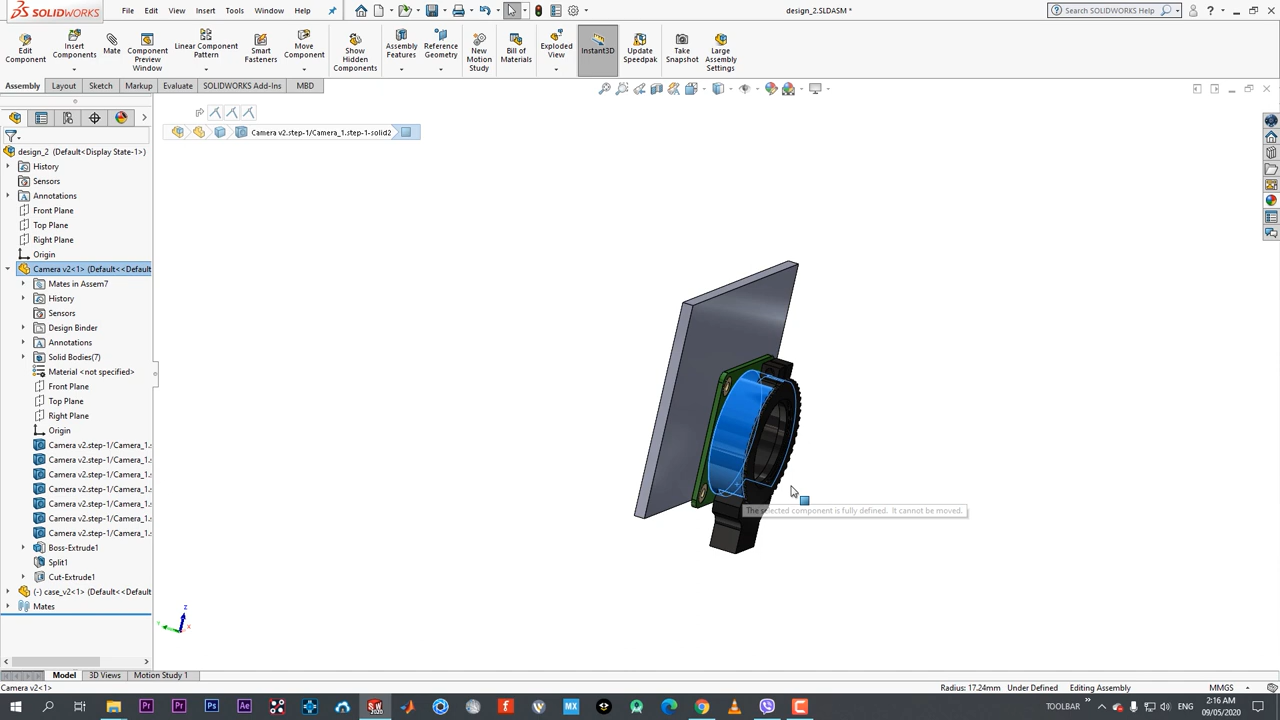 SOLIDWORKS
File
Edit
View
Insert
Tools
Window
Help
design_2.SLDASM *
Search SOLIDWORKS Help
Edit Component
Insert Components
Mate
Component Preview Window
Linear Component Pattern
Smart Fasteners
Move Component
Show Hidden Components
Assembly Features
Reference Geometry
New Motion Study
Bill of Materials
Exploded View
Instant3D
Update Speedpak
Take Snapshot
Large Assembly Settings
Assembly
Layout
Sketch
Markup
Evaluate
SOLIDWORKS Add-Ins
MBD
Camera v2.step-1/Camera_1.step-1-solid2
design_2 (Default<Display State-1>)
History
Sensors
Annotations
Front Plane
Top Plane
Right Plane
Origin
Camera v2<1> (Default<<Default
Mates in Assem7
History
Sensors
Design Binder
Annotations
Solid Bodies(7)
Material <not specified>
Front Plane
Top Plane
Right Plane
Origin
Camera v2.step-1/Camera_1.
Camera v2.step-1/Camera_1.
Camera v2.step-1/Camera_1.
Camera v2.step-1/Camera_1.
Camera v2.step-1/Camera_1.
Camera v2.step-1/Camera_1.
Camera v2.step-1/Camera_1.
Boss-Extrude1
Split1
Cut-Extrude1
(-) case_v2<1> (Default<<Default
Mates
The selected component is fully defined. It cannot be moved.
Model
3D Views
Motion Study 1
Camera v2<1>
Radius: 17.24mm
Under Defined
Editing Assembly
MMGS
TOOLBAR
ENG
2:16 AM
09/05/2020